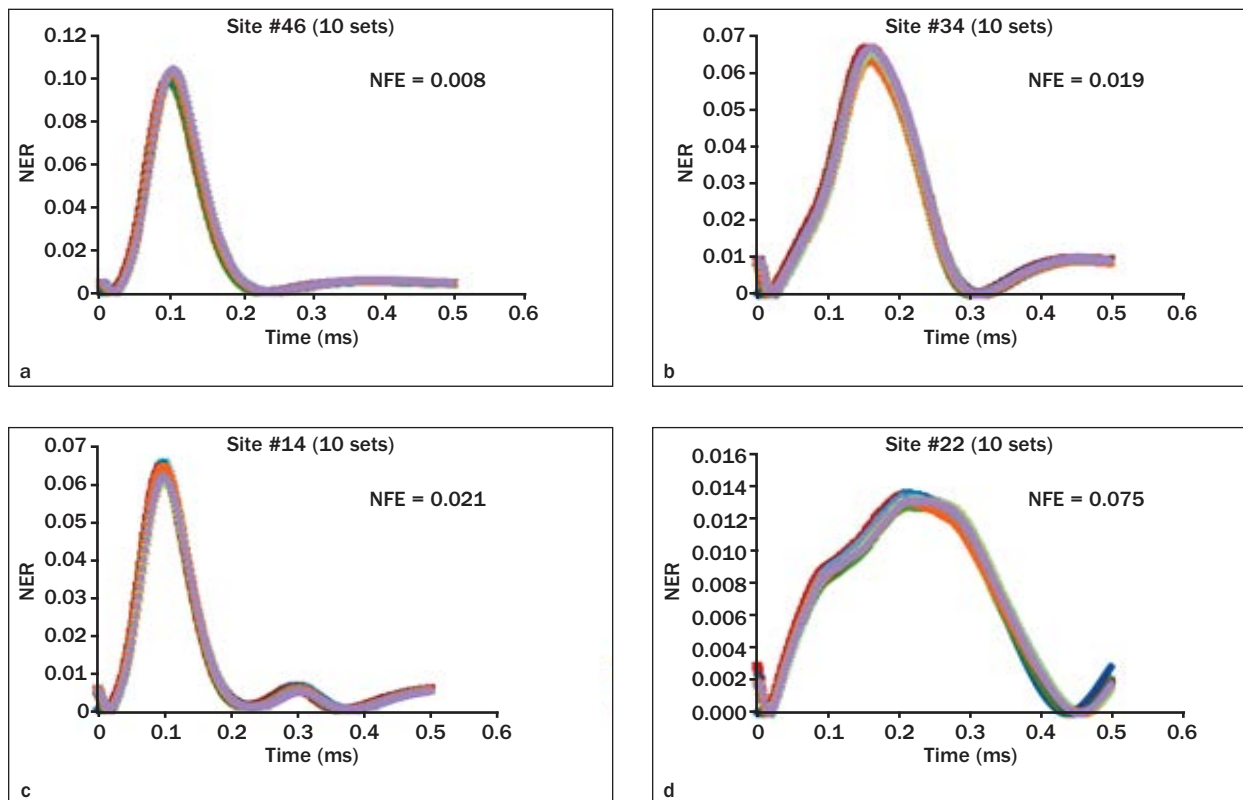 Site #46 (10 sets)
NFE = 0.008
NER
0.12
0.10
0.08
0.06
0.04
0.02
0
0 0.1 0.2 0.3 0.4 0.5 0.6
Time (ms)
a
Site #34 (10 sets)
NFE = 0.019
NER
0.07
0.06
0.05
0.04
0.03
0.02
0.01
0
0 0.1 0.2 0.3 0.4 0.5 0.6
Time (ms)
b
Site #14 (10 sets)
NFE = 0.021
NER
0.07
0.06
0.05
0.04
0.03
0.02
0.01
0
0 0.1 0.2 0.3 0.4 0.5 0.6
Time (ms)
c
Site #22 (10 sets)
NFE = 0.075
NER
0.016
0.014
0.012
0.010
0.008
0.006
0.004
0.002
0.000
0 0.1 0.2 0.3 0.4 0.5 0.6
Time (ms)
d